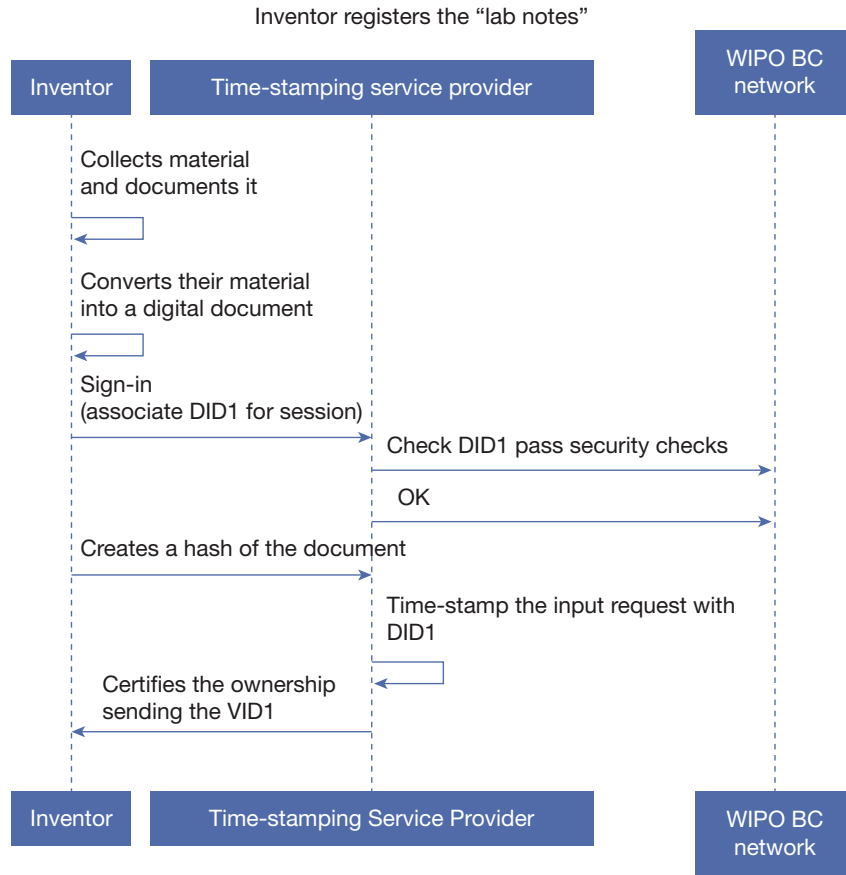 Inventor registers the “lab notes”
Inventor
Time-stamping service provider
WIPO BC
network
Collects material
and documents it
Converts their material
into a digital document
Sign-in
(associate DID1 for session)
Check DID1 pass security checks
OK
Creates a hash of the document
Time-stamp the input request with
DID1
Certifies the ownership
sending the VID1
Inventor
Time-stamping Service Provider
WIPO BC
network